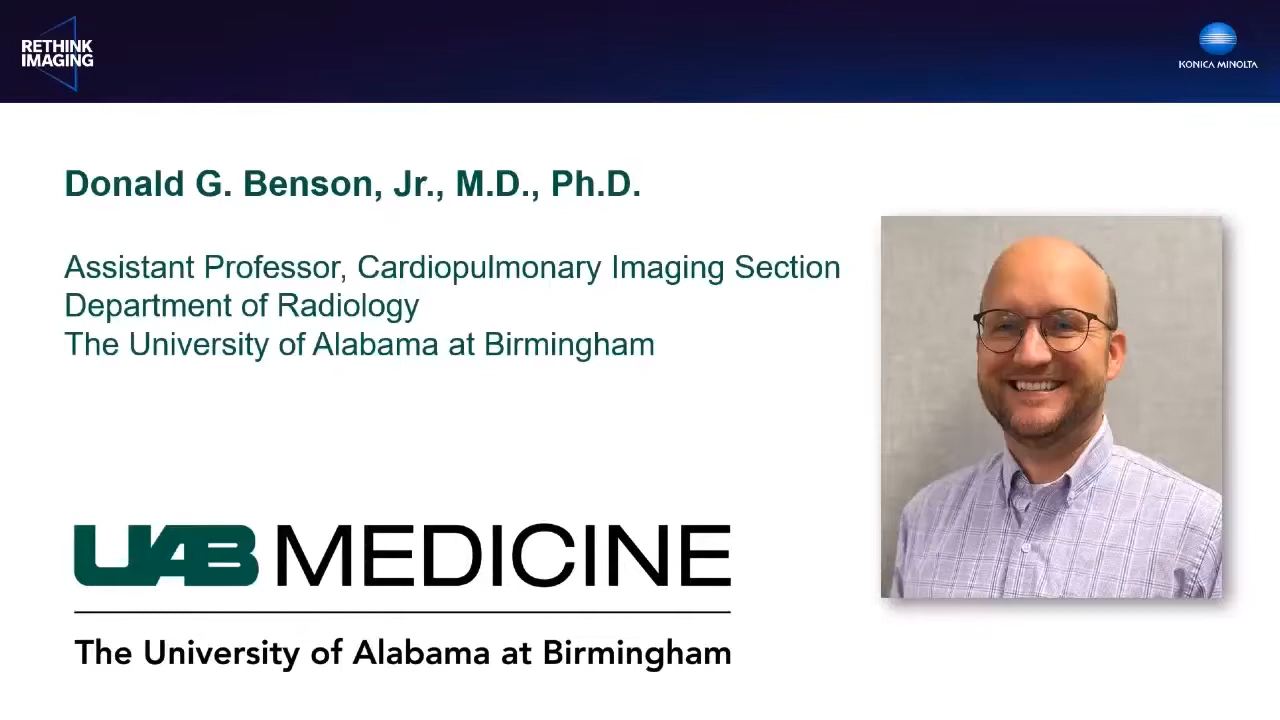 RETHINK
IMAGING
KONICA MINOLTA
Donald G. Benson, Jr., M.D., Ph.D.
Assistant Professor, Cardiopulmonary Imaging Section
Department of Radiology
The University of Alabama at Birmingham
UAB MEDICINE
The University of Alabama at Birmingham